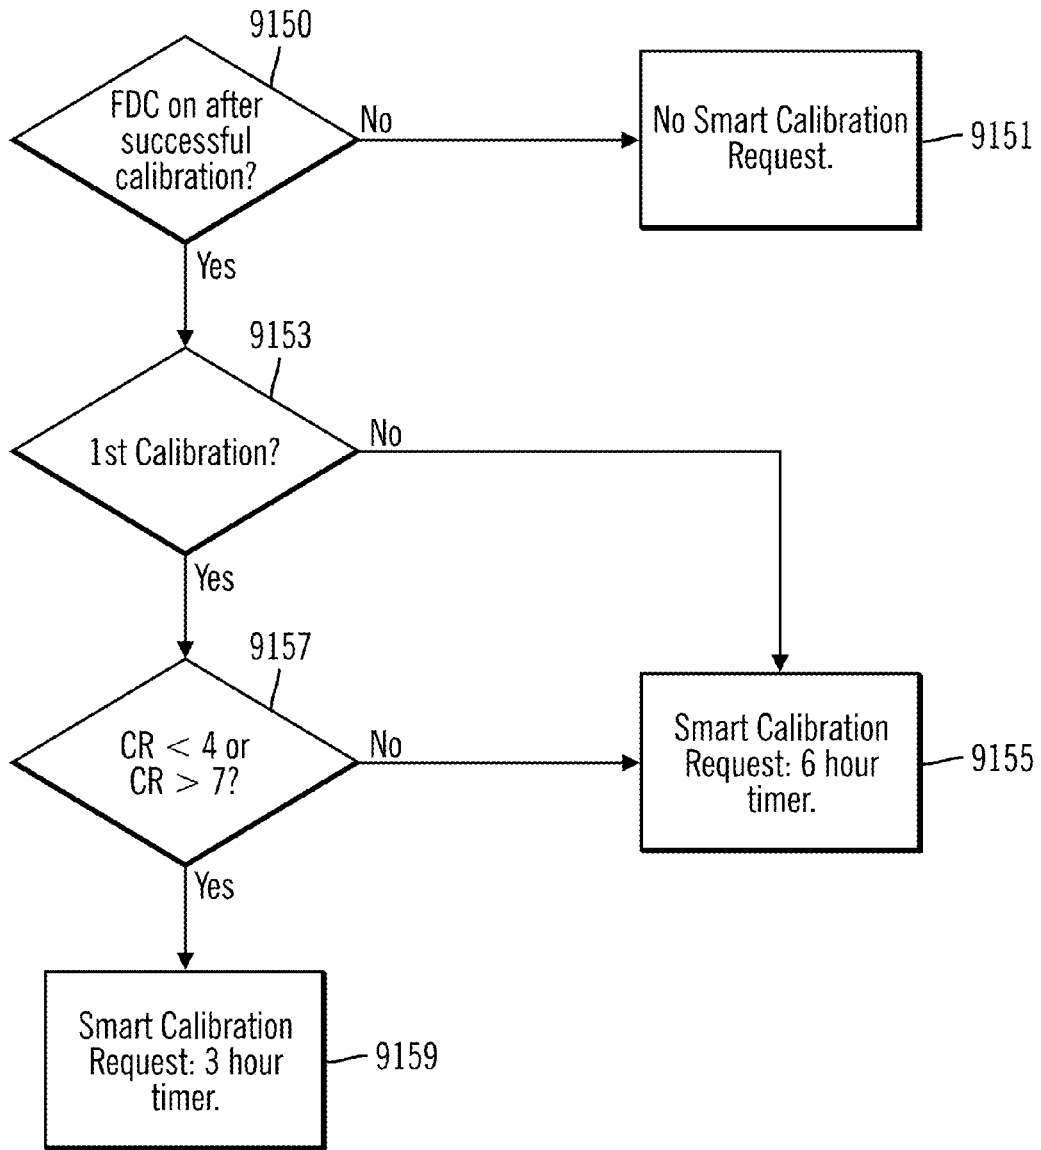 9150
FDC on after
successful
calibration?
No
No Smart Calibration
Request.
9151
Yes
9153
1st Calibration?
No
Yes
9157
CR < 4 or
CR > 7?
No
Smart Calibration
Request: 6 hour
timer.
9155
Yes
Smart Calibration
Request: 3 hour
timer.
9159